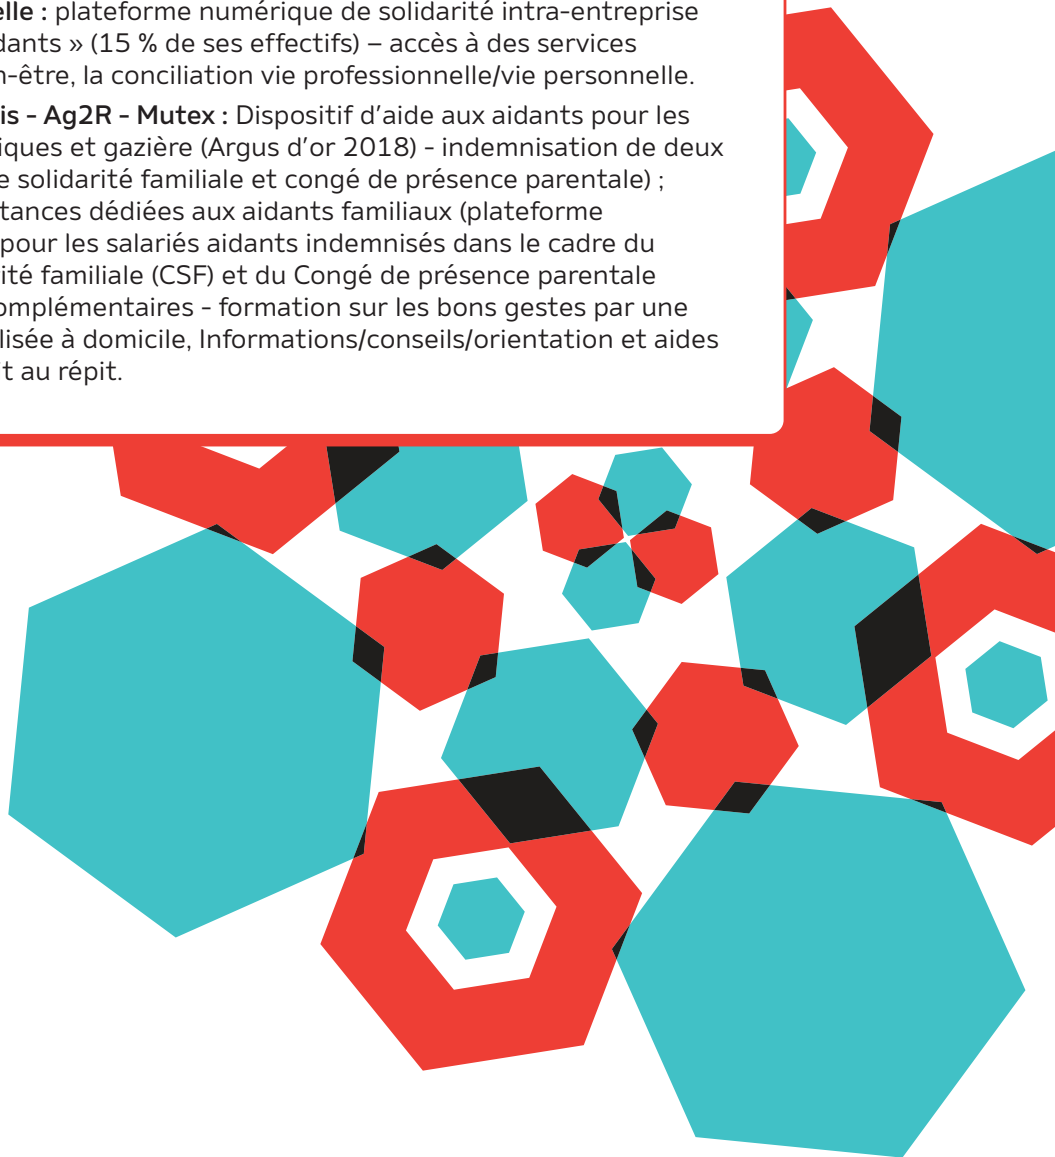 elle : plateforme numérique de solidarité intra-entreprise
dants » (15 % de ses effectifs) – accès à des services
n-être, la conciliation vie professionnelle/vie personnelle.
is - Ag2R - Mutex : Dispositif d’aide aux aidants pour les
iques et gazière (Argus d’or 2018) - indemnisation de deux
e solidarité familiale et congé de présence parentale) ;
tances dédiées aux aidants familiaux (plateforme
pour les salariés aidants indemnisés dans le cadre du
ité familiale (CSF) et du Congé de présence parentale
omplémentaires - formation sur les bons gestes par une
lisée à domicile, Informations/conseils/orientation et aides
t au répit.